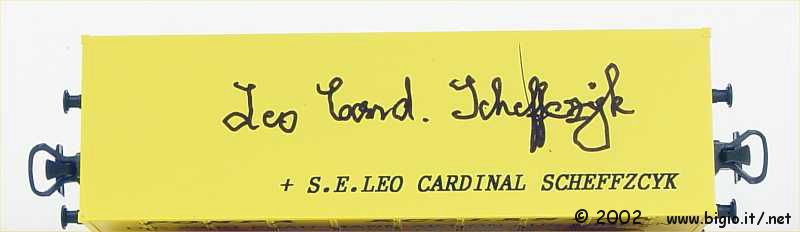 Leo Card. Scheffczyk
+ S.E.LEO CARDINAL SCHEFFZCYK
© 2002 www.bigio.it/.net